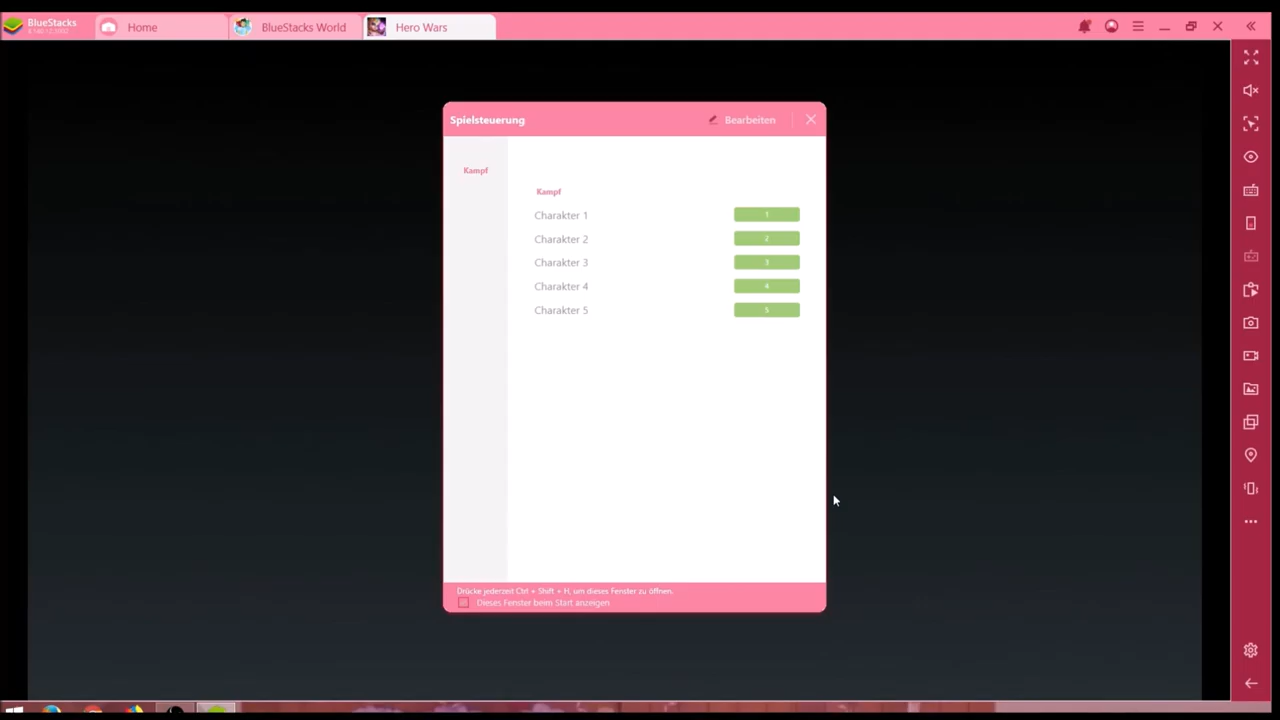 BlueStacks
Home
BlueStacks World
Hero Wars
Spielsteuerung
Bearbeiten
Kampf
Kampf
Charakter 1
1
Charakter 2
2
Charakter 3
3
Charakter 4
4
Charakter 5
5
Drücke jederzeit Ctrl + Shift + H, um dieses Fenster zu öffnen.
Dieses Fenster beim Start anzeigen